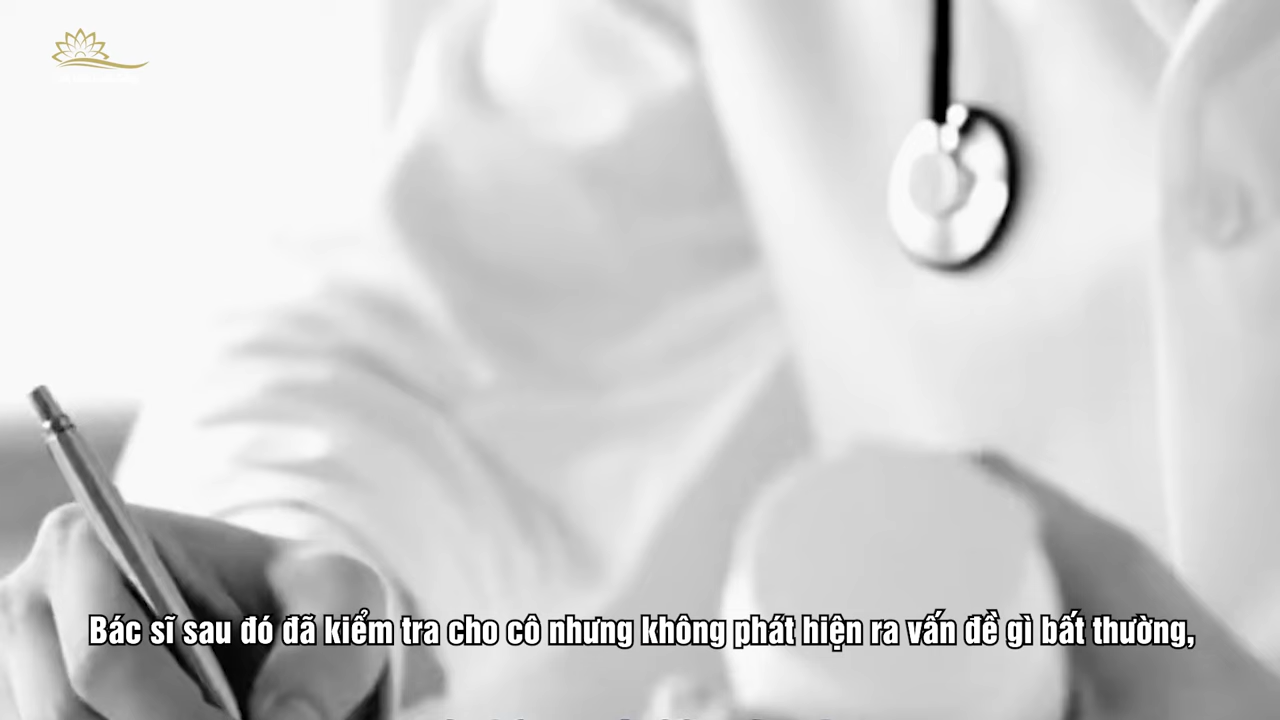 Bác sĩ sau đó đã kiểm tra cho cô nhưng không phát hiện ra vấn đề gì bất thường,